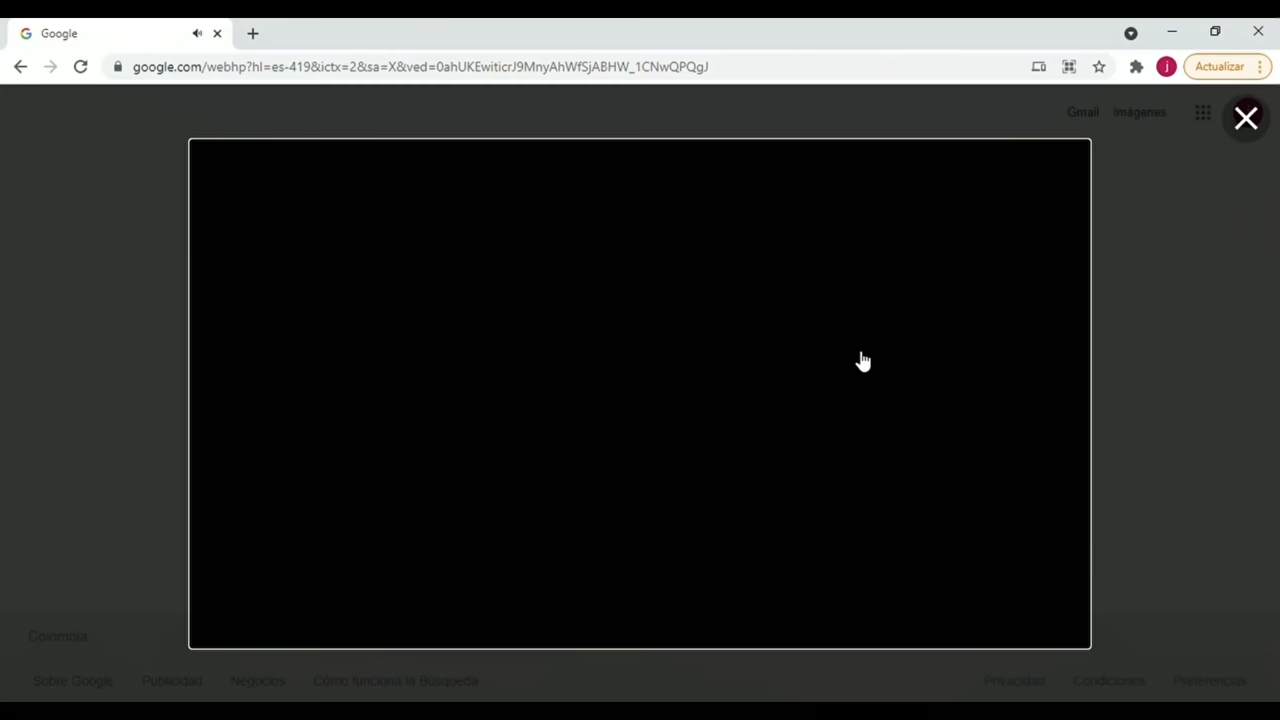 Google
google.com/webhp?hl=es-419&ictx=2&sa=X&ved=0ahUKEwiticrJ9MnyAhWfSjABHW_1CNwQPQgJ
j
Actualizar
Gmail Imágenes
Colombia
Sobre Google Publicidad Negocios Cómo funciona la Búsqueda Privacidad Condiciones Preferencias